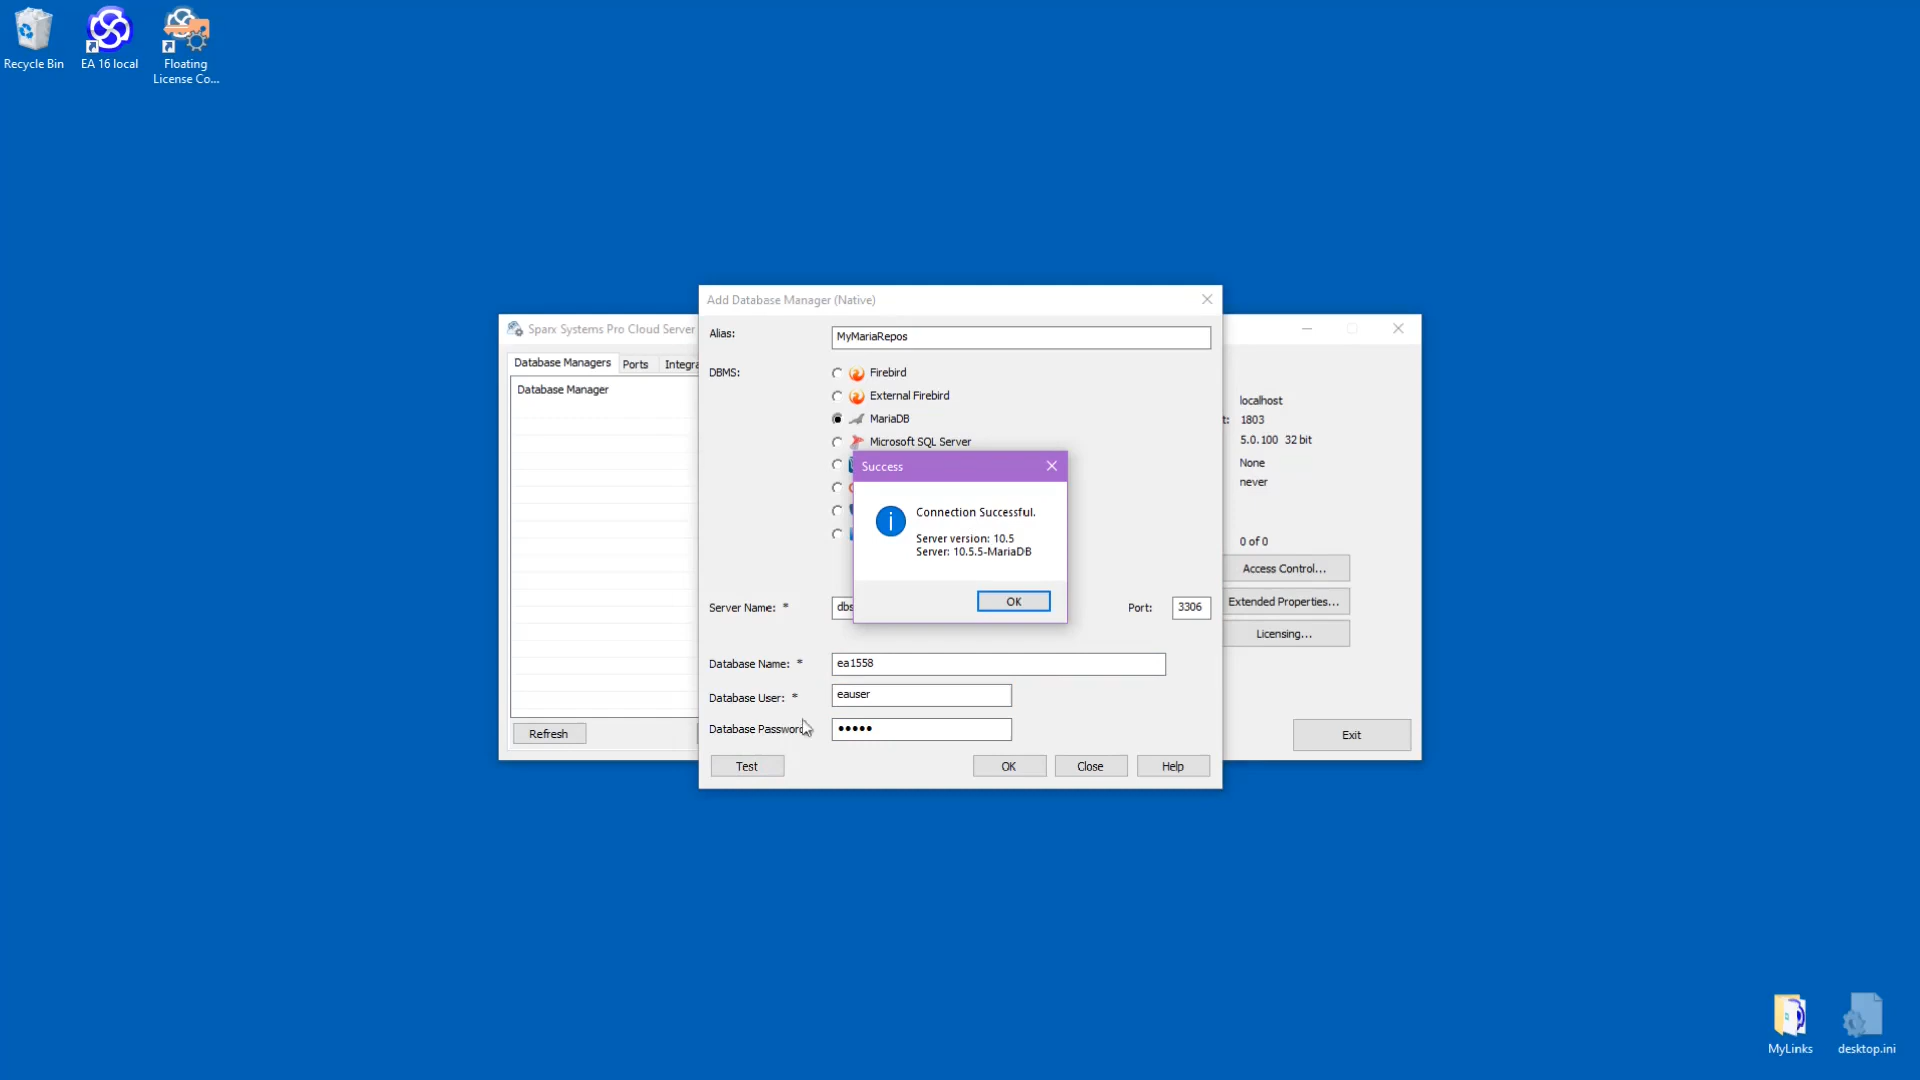 Recycle Bin
EA 16 local
Floating
License Co...
Add Database Manager (Native)
Sparx Systems Pro Cloud Server
Alias:
MyMariaRepos
Database Managers
Ports
Database Manager
DBMS:
Firebird
External Firebird
MariaDB
Microsoft SQL Server
localhost
1803
5.0.100 32 bit
None
never
0 of 0
Success
Connection Successful.
Server version: 10.5
Server: 10.5.5-MariaDB
OK
Access Control...
Extended Properties...
Licensing...
Server Name: *
Port:
3306
Database Name: *
ea1558
Database User: *
eauser
Database Password
Refresh
Exit
Test
OK
Close
Help
MyLinks
desktop.ini